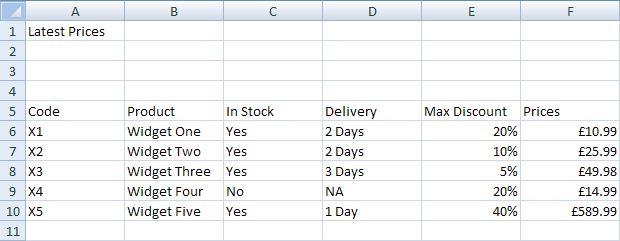 A B C D E F
1 Latest Prices
2
3
4
5 Code Product In Stock Delivery Max Discount Prices
6 X1 Widget One Yes 2 Days 20% £10.99
7 X2 Widget Two Yes 2 Days 10% £25.99
8 X3 Widget Three Yes 3 Days 5% £49.98
9 X4 Widget Four No NA 20% £14.99
10 X5 Widget Five Yes 1 Day 40% £589.99
11